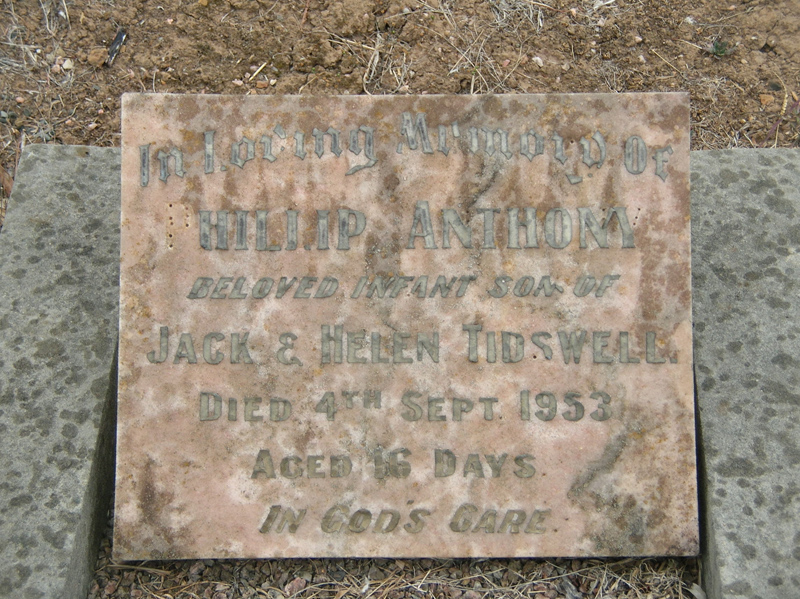 In Loving Memory Of
HILLIP ANTHONY
BELOVED INFANT SON OF
JACK & HELEN TIDSWELL.
DIED 4TH SEPT. 1953
AGED 16 DAYS.
IN GOD'S CARE